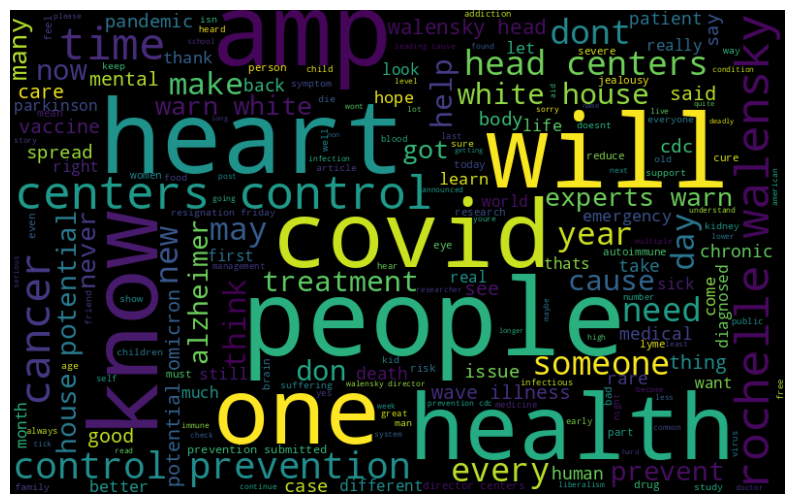 many
pandemic
time
amp
walensky head
dont
patient
say
thank
isn
heard
feel
please
school
keep
now
mental
make
back
person
child
look
let
really
head centers
care
parkinson
warn white
hope
help
white house
said
vaccine
mean
symptom
die
level
leading cause
addiction
found
way
severe
jealousy
condition
body
life
cdc
spread
right
heart
got
will
centers control
learn
experts warn
women
food
article
blood
infection
well
long
story
post
going
announced
resignation friday
never
new
may
world
research
emergency
year
day
rochelle walensky
first
covid
know
cancer
house potential
even
potential omicron
alzheimer
think
treatment
people
see
real
thats
cause
take
sick
autoimmune
chronic
kidney
lower
understand
american
deadly
everyone
support
reduce
cure
last
sure
sorry
today
doesnt
live
old
quite
aid
next
getting
youre
hear
eye
management
researcher
longer
high
maybe
number
need
medical
come
diagnosed
public
multiple
serious
friend
show
children
age
self
must
still
don
death
kid
risk
issue
someone
thing
lyme
least
want
rare
wave illness
infectious
walensky director
suffering
brain
yes
week
great
man
one
health
much
month
good
always
tick
read
immune
check
system
control prevention
prevention submitted
prevention cdc
medicine
early
bad
night
part
become
less
common
hard
virus
free
every
human
prevent
better
case
different
director centers
liberalism
drug
study
doctor
family
continue